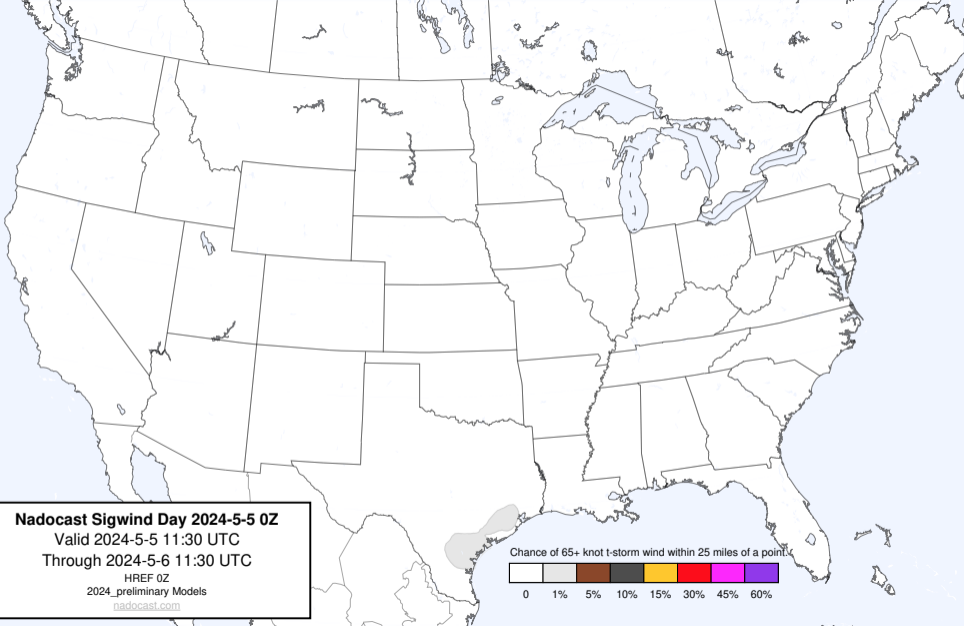 Nadocast Sigwind Day 2024-5-5 0Z
Valid 2024-5-5 11:30 UTC
Through 2024-5-6 11:30 UTC
HREF 0Z
2024_preliminary Models
nadocast.com
Chance of 65+ knot t-storm wind within 25 miles of a point.
0 1% 5% 10% 15% 30% 45% 60%